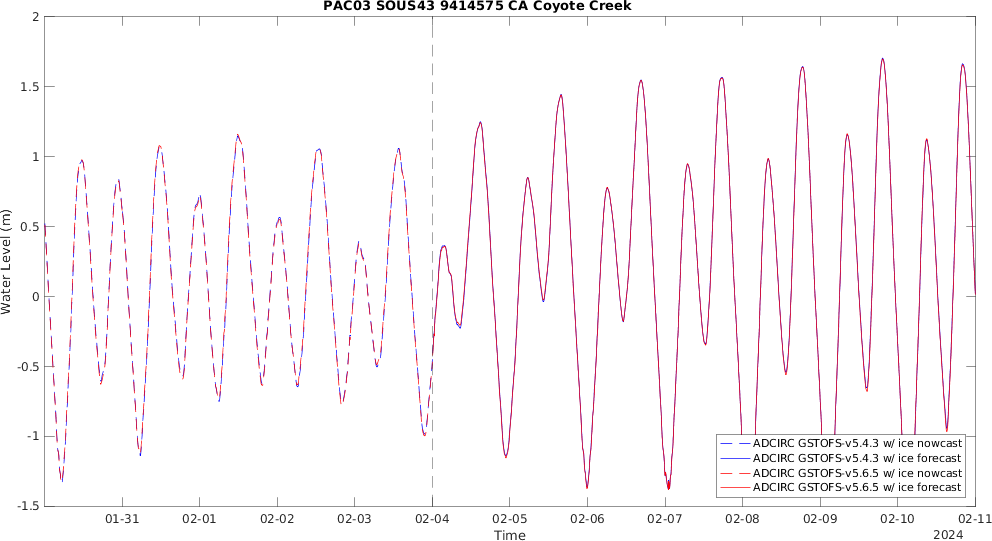 PAC03 SOUS43 9414575 CA Coyote Creek
2
1.5
1
0.5
0
-0.5
-1
-1.5
Water Level (m)
ADCIRC GSTOFS-v5.4.3 w/ ice nowcast
ADCIRC GSTOFS-v5.4.3 w/ ice forecast
ADCIRC GSTOFS-v5.6.5 w/ ice nowcast
ADCIRC GSTOFS-v5.6.5 w/ ice forecast
01-31 02-01 02-02 02-03 02-04 02-05 02-06 02-07 02-08 02-09 02-10 02-11
Time
2024